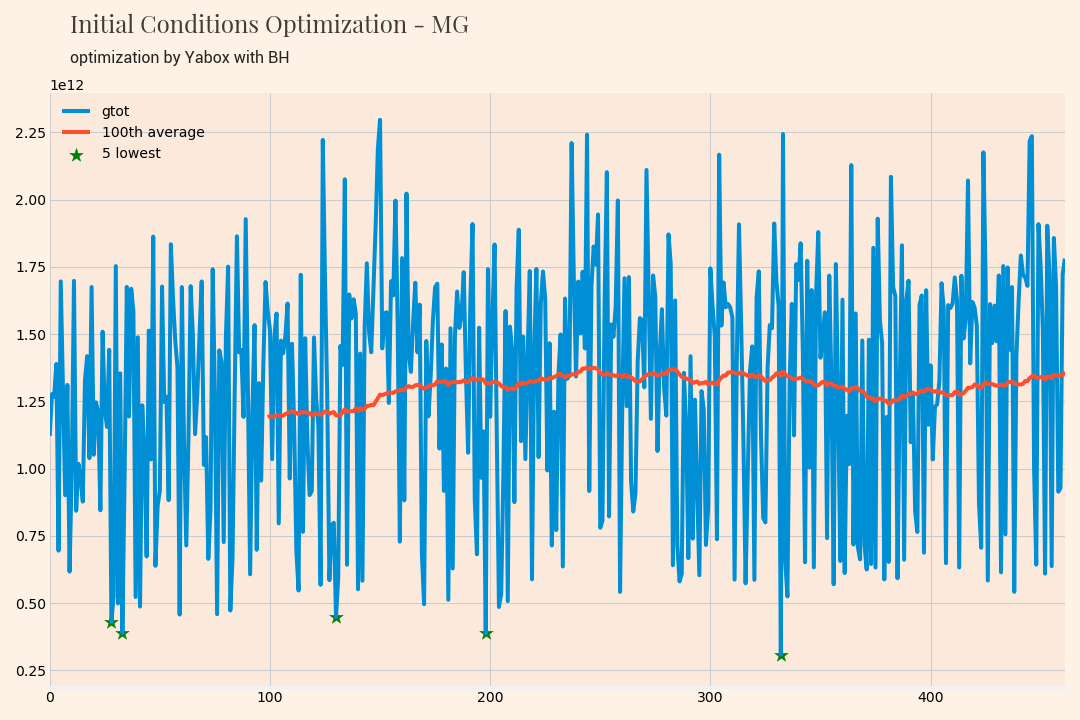 Initial Conditions Optimization - MG
optimization by Yabox with BH
1e12
gtot
100th average
5 lowest
2.25
2.00
1.75
1.50
1.25
1.00
0.75
0.50
0.25
0 100 200 300 400